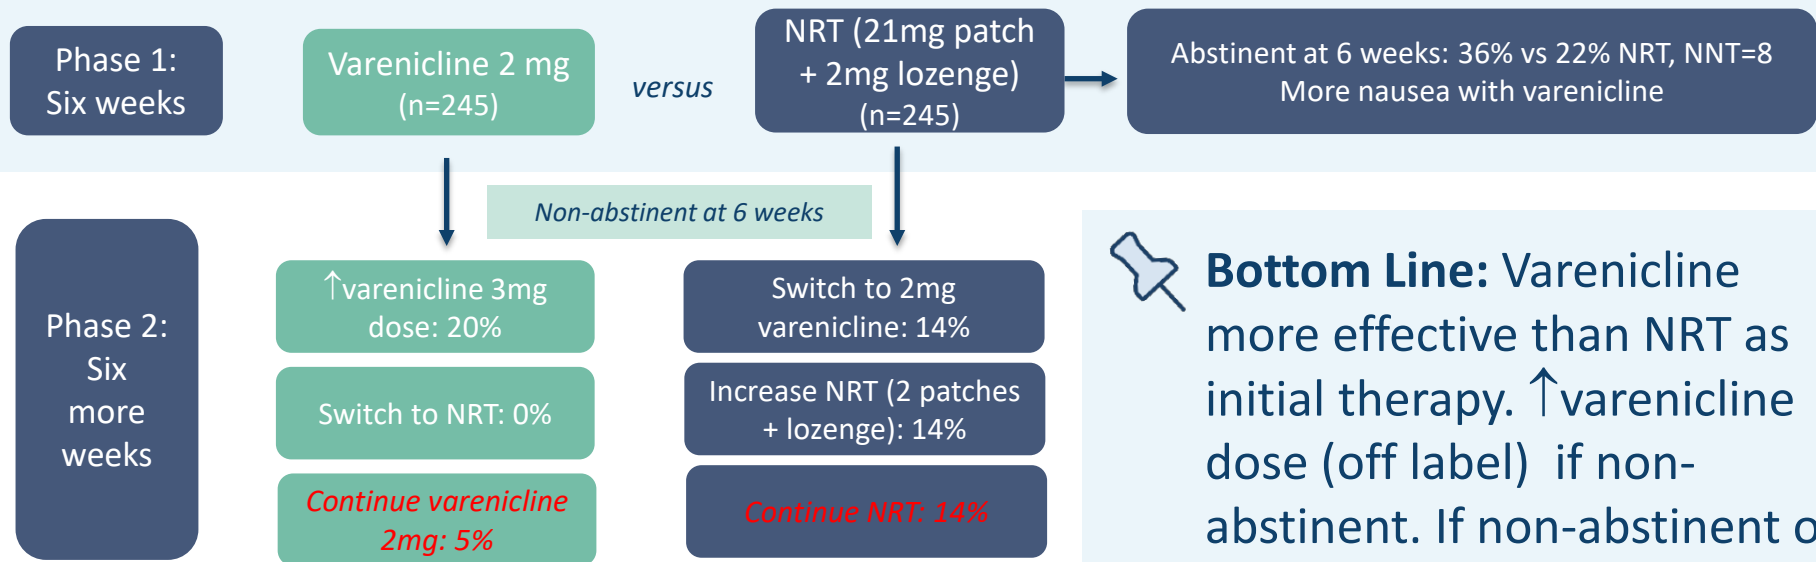 Phase 1:
Six weeks
Varenicline 2 mg
(n=245)
versus
NRT (21mg patch
+ 2mg lozenge)
(n=245)
Abstinent at 6 weeks: 36% vs 22% NRT, NNT=8
More nausea with varenicline
Non-abstinent at 6 weeks
Phase 2:
Six
more
weeks
↑varenicline 3mg
dose: 20%
Switch to NRT: 0%
Continue varenicline
2mg: 5%
Switch to 2mg
varenicline: 14%
Increase NRT (2 patches
+ lozenge): 14%
Continue NRT: 14%
Bottom Line: Varenicline
more effective than NRT as
initial therapy. ↑varenicline
dose (off label) if non-
abstinent. If non-abstinent o